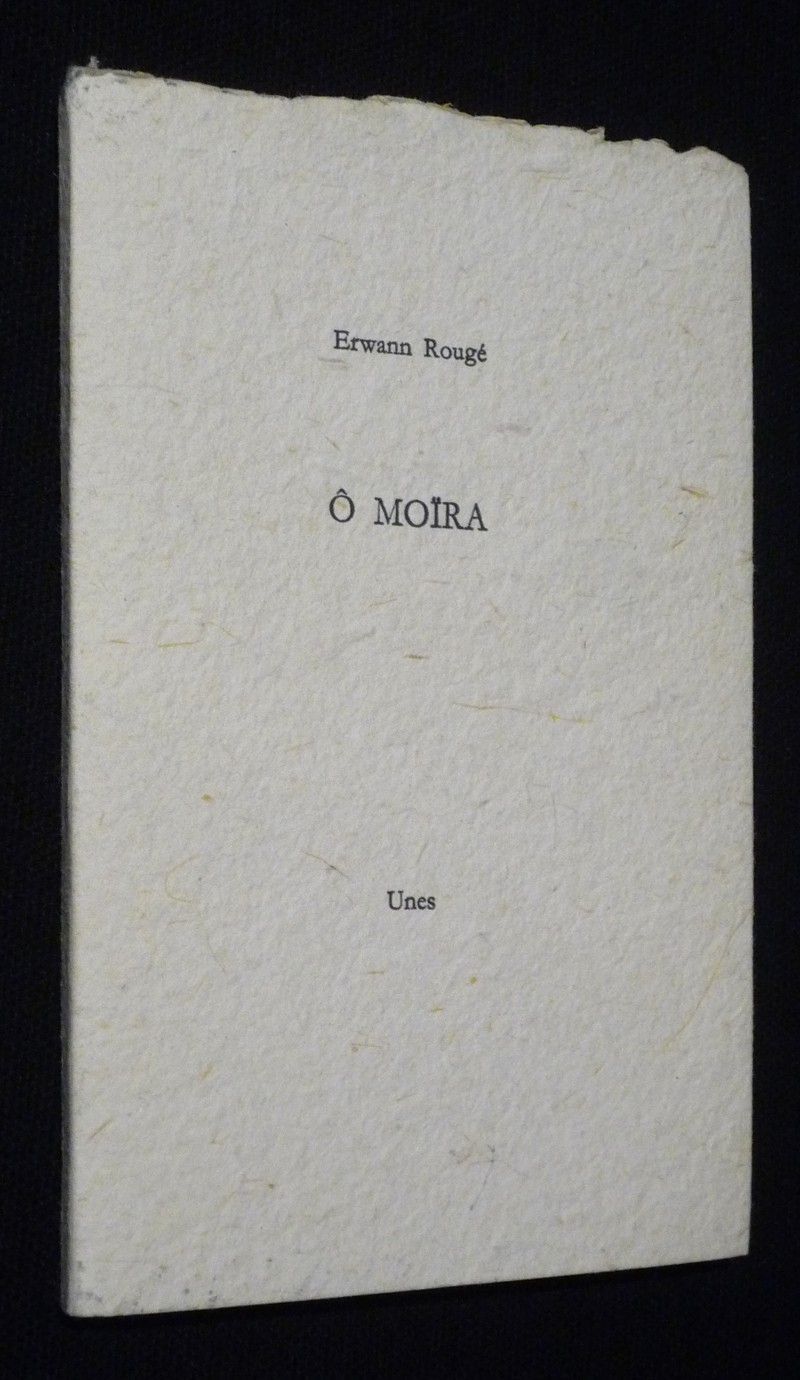 Erwann Rougé
Ô MOÏRA
Unes